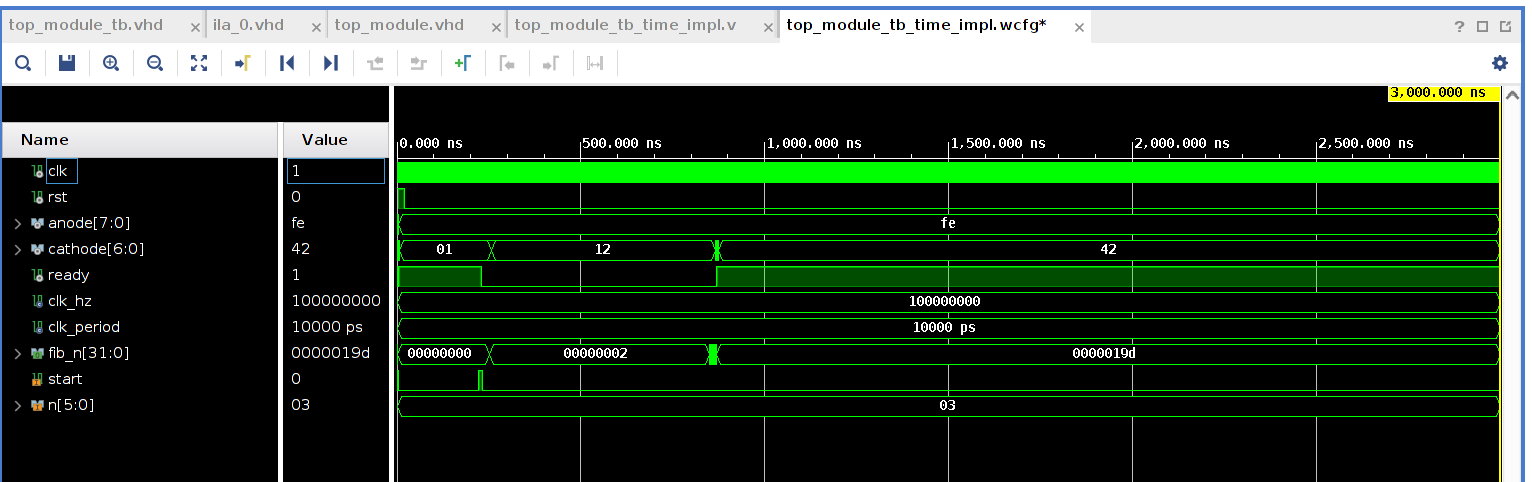 top_module_tb.vhd × ila_0.vhd × top_module.vhd × top_module_tb_time_impl.v × top_module_tb_time_impl.wcfg* × ?
3,000.000 ns
Name Value 0.000 ns 500.000 ns 1,000.000 ns 1,500.000 ns 2,000.000 ns 2,500.000 ns
clk 1
rst 0
anode[7:0] fe fe
cathode[6:0] 42 01 12 42
ready 1
clk_hz 100000000 100000000
clk_period 10000 ps 10000 ps
fib_n[31:0] 0000019d 00000000 00000002 0000019d
start 0
n[5:0] 03 03